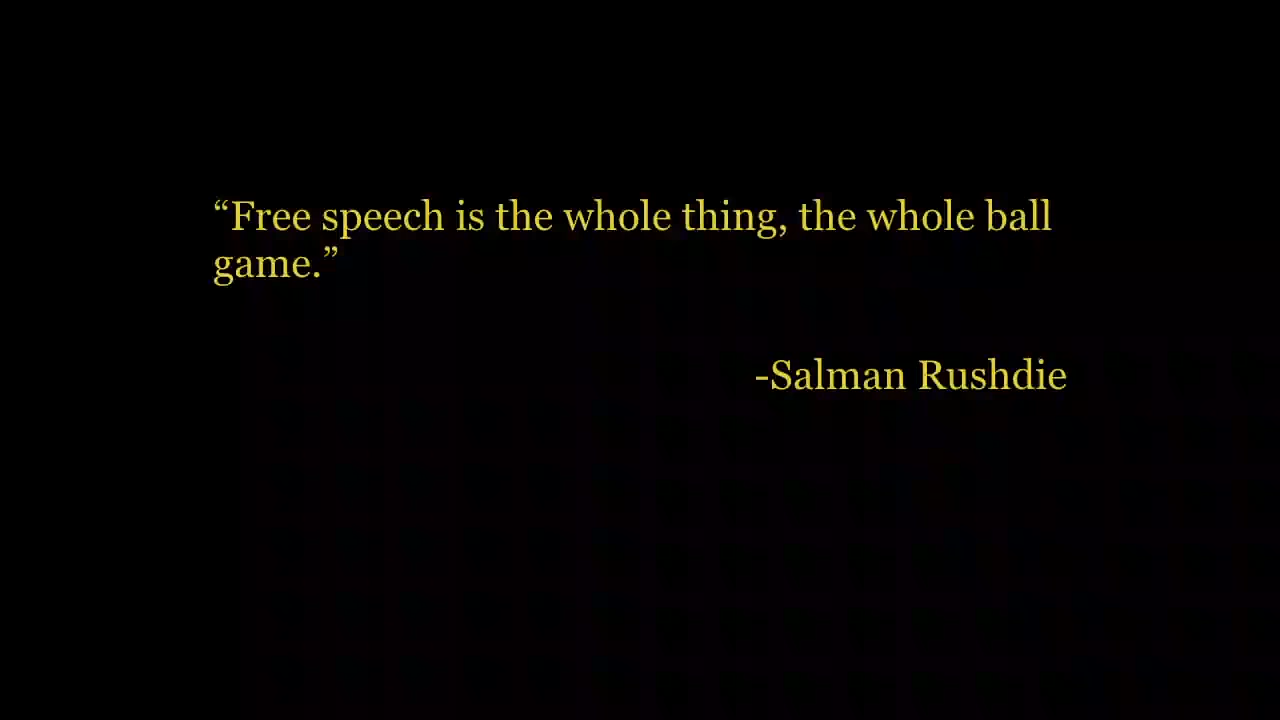 “Free speech is the whole thing, the whole ball
game.”
-Salman Rushdie